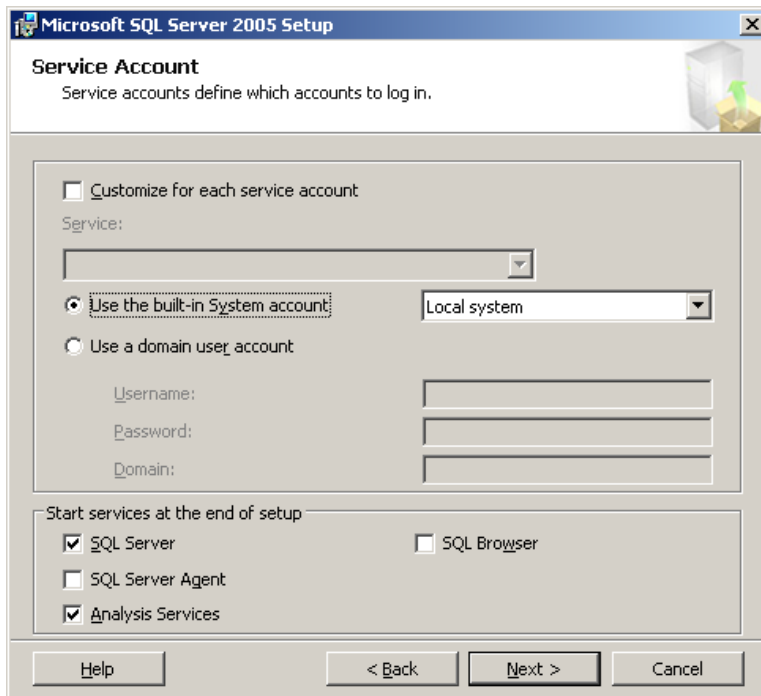 Microsoft SQL Server 2005 Setup
Service Account
Service accounts define which accounts to log in.
Customize for each service account
Service:
Use the built-in System account
Local system
Use a domain user account
Username:
Password:
Domain:
Start services at the end of setup
SQL Server
SQL Browser
SQL Server Agent
Analysis Services
Help
< Back
Next >
Cancel